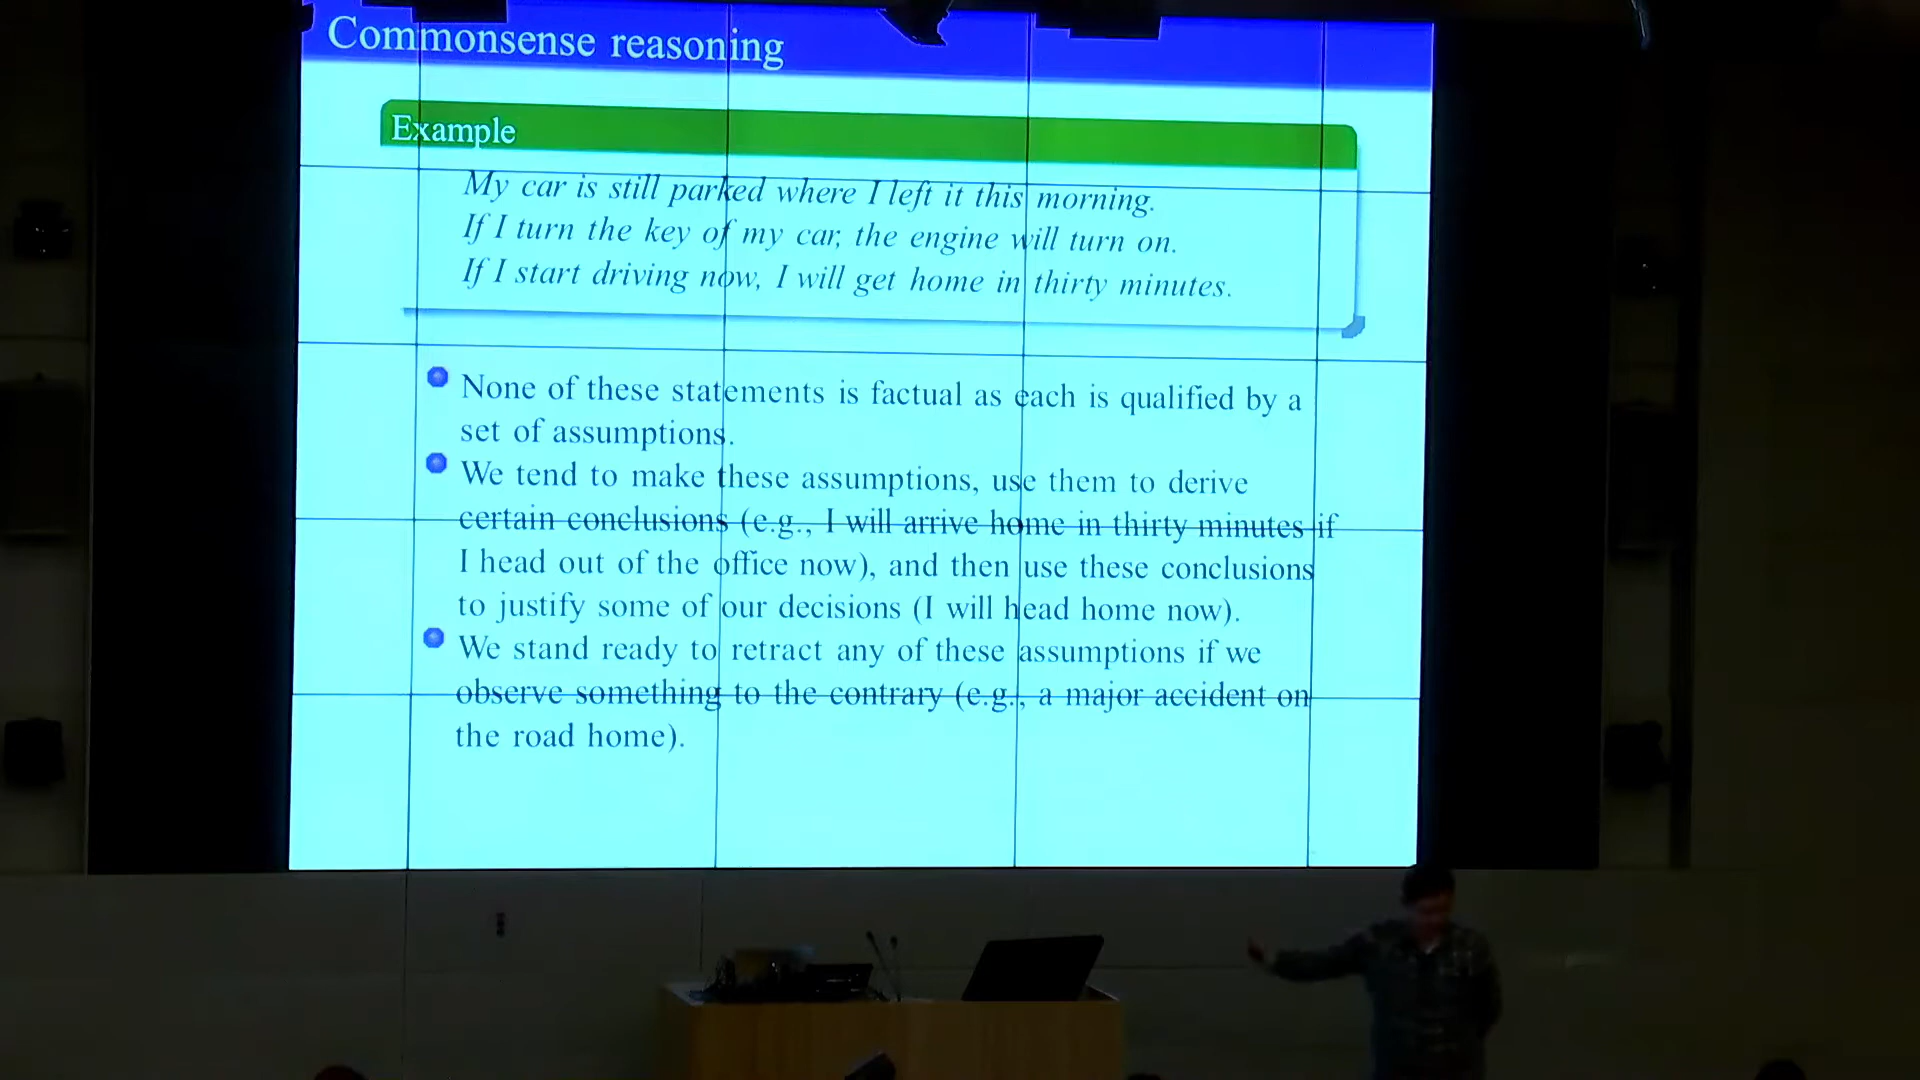 Commonsense reasoning
Example
My car is still parked where I left it this morning.
If I turn the key of my car, the engine will turn on.
If I start driving now, I will get home in thirty minutes.
None of these statements is factual as each is qualified by a
set of assumptions.
We tend to make these assumptions, use them to derive
certain conclusions (e.g., I will arrive home in thirty minutes if
I head out of the office now), and then use these conclusions
to justify some of our decisions (I will head home now).
We stand ready to retract any of these assumptions if we
observe something to the contrary (e.g., a major accident on
the road home).